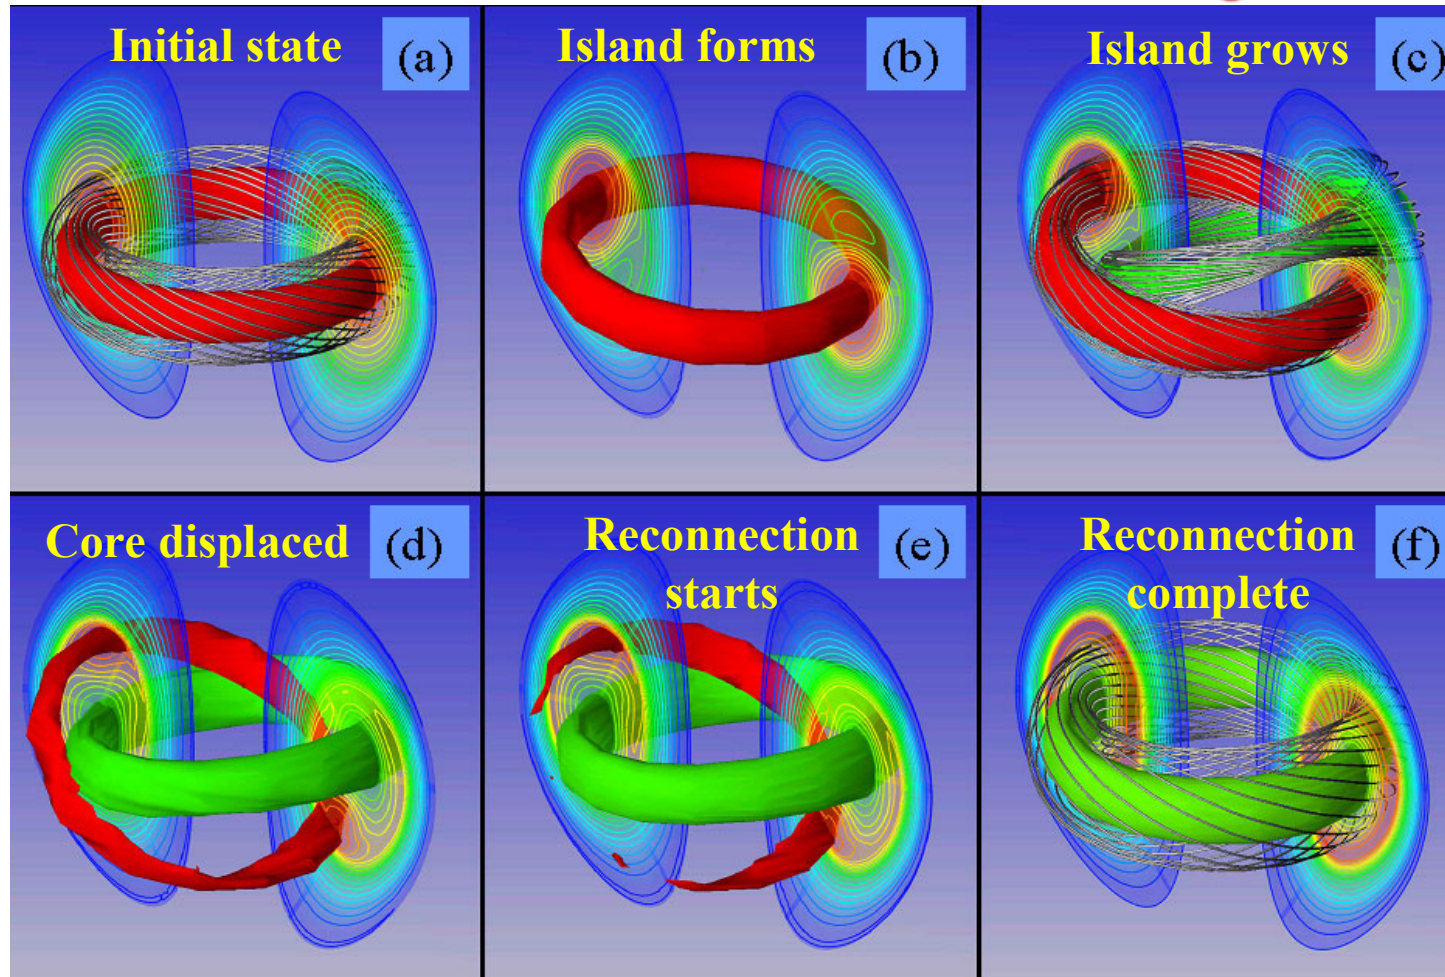 Initial state
(a)
Island forms
(b)
Island grows
(c)
Core displaced
(d)
Reconnection
starts
(e)
Reconnection
complete
(f)